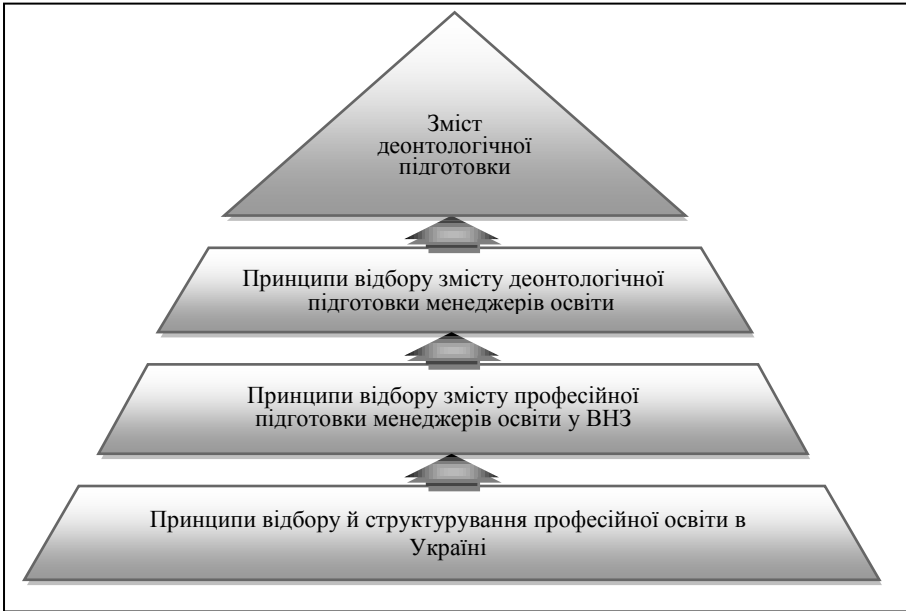 Зміст
деонтологічної
підготовки
Принципи відбору змісту деонтологічної
підготовки менеджерів освіти
Принципи відбору змісту професійної
підготовки менеджерів освіти у ВНЗ
Принципи відбору й структурування професійної освіти в
Україні